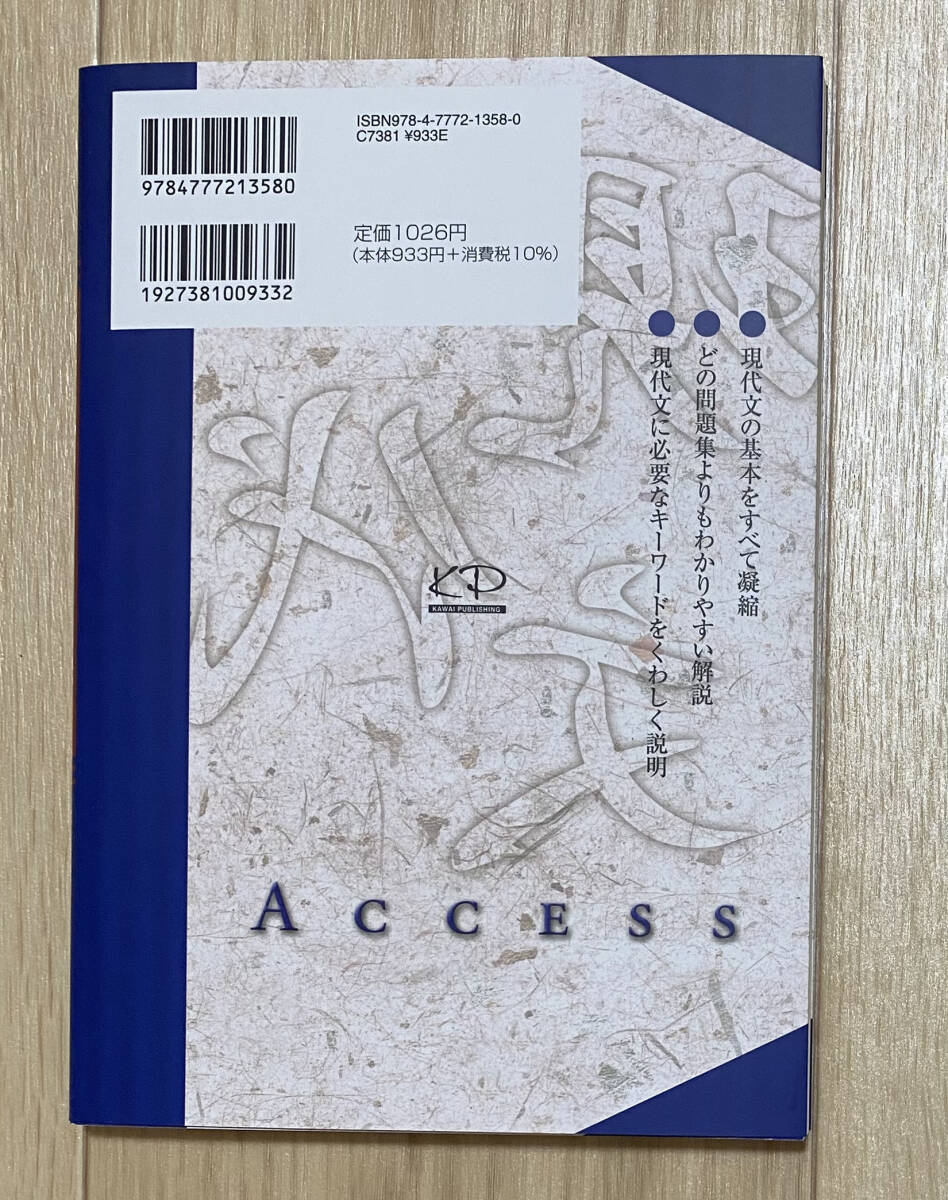 ISBN978-4-7772-1358-0
C7381 ¥933E
9784777213580
定価1026円
(本体933円+消費税10%)
1927381009332
●現代文の基本をすべて凝縮
●どの問題集よりもわかりやすい解説
●現代文に必要なキーワードをくわしく説明
KP
KAWAI PUBLISHING
ACCESS